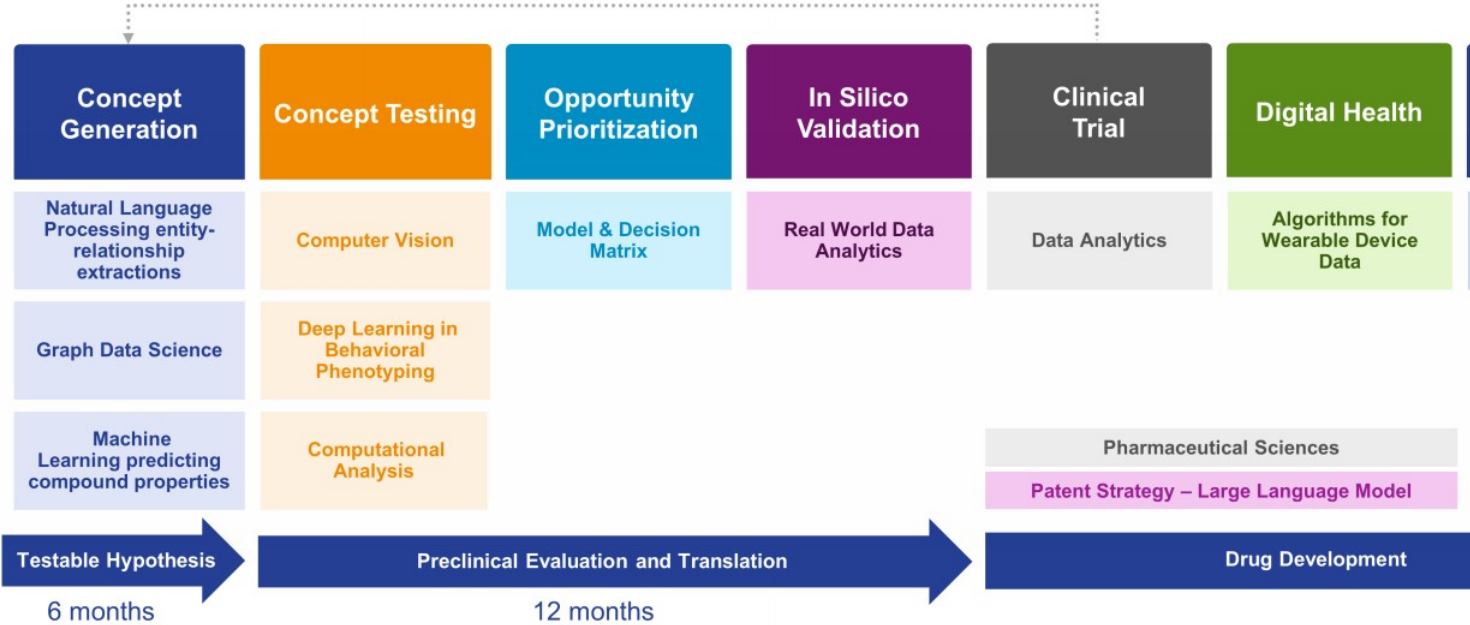 Concept
Generation
Concept Testing
Opportunity
Prioritization
In Silico
Validation
Clinical
Trial
Digital Health
Natural Language
Processing entity-
relationship
extractions
Computer Vision
Model & Decision
Matrix
Real World Data
Analytics
Data Analytics
Algorithms for
Wearable Device
Data
Graph Data Science
Deep Learning in
Behavioral
Phenotyping
Machine
Learning predicting
compound properties
Computational
Analysis
Pharmaceutical Sciences
Patent Strategy – Large Language Model
Testable Hypothesis
Preclinical Evaluation and Translation
Drug Development
6 months
12 months